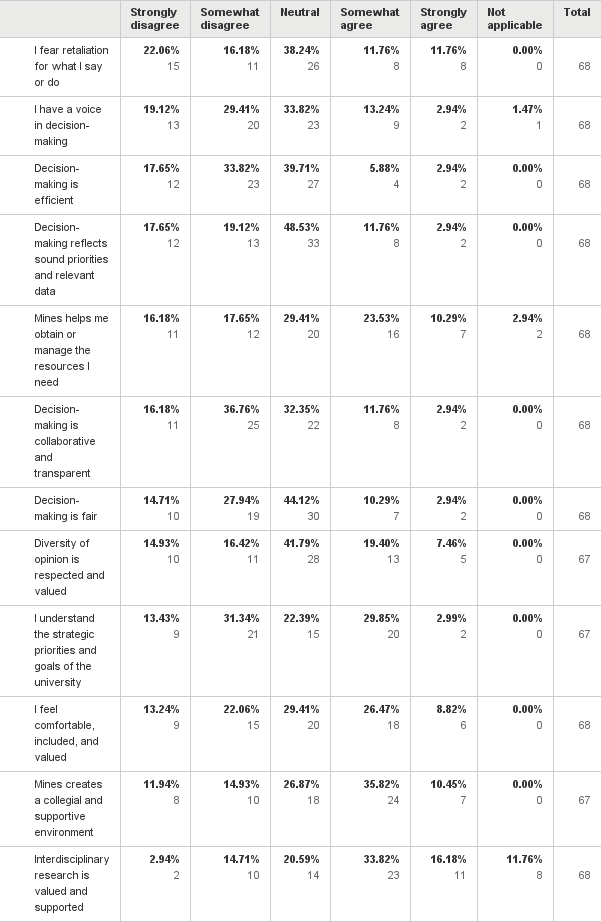 Strongly disagree Somewhat disagree Neutral Somewhat agree Strongly agree Not applicable Total
I fear retaliation for what I say or do 22.06% 16.18% 38.24% 11.76% 11.76% 0.00%
15 11 26 8 8 0 68
I have a voice in decision-making 19.12% 29.41% 33.82% 13.24% 2.94% 1.47%
13 20 23 9 2 1 68
Decision-making is efficient 17.65% 33.82% 39.71% 5.88% 2.94% 0.00%
12 23 27 4 2 0 68
Decision-making reflects sound priorities and relevant data 17.65% 19.12% 48.53% 11.76% 2.94% 0.00%
12 13 33 8 2 0 68
Mines helps me obtain or manage the resources I need 16.18% 17.65% 29.41% 23.53% 10.29% 2.94%
11 12 20 16 7 2 68
Decision-making is collaborative and transparent 16.18% 36.76% 32.35% 11.76% 2.94% 0.00%
11 25 22 8 2 0 68
Decision-making is fair 14.71% 27.94% 44.12% 10.29% 2.94% 0.00%
10 19 30 7 2 0 68
Diversity of opinion is respected and valued 14.93% 16.42% 41.79% 19.40% 7.46% 0.00%
10 11 28 13 5 0 67
I understand the strategic priorities and goals of the university 13.43% 31.34% 22.39% 29.85% 2.99% 0.00%
9 21 15 20 2 0 67
I feel comfortable, included, and valued 13.24% 22.06% 29.41% 26.47% 8.82% 0.00%
9 15 20 18 6 0 68
Mines creates a collegial and supportive environment 11.94% 14.93% 26.87% 35.82% 10.45% 0.00%
8 10 18 24 7 0 67
Interdisciplinary research is valued and supported 2.94% 14.71% 20.59% 33.82% 16.18% 11.76%
2 10 14 23 11 8 68